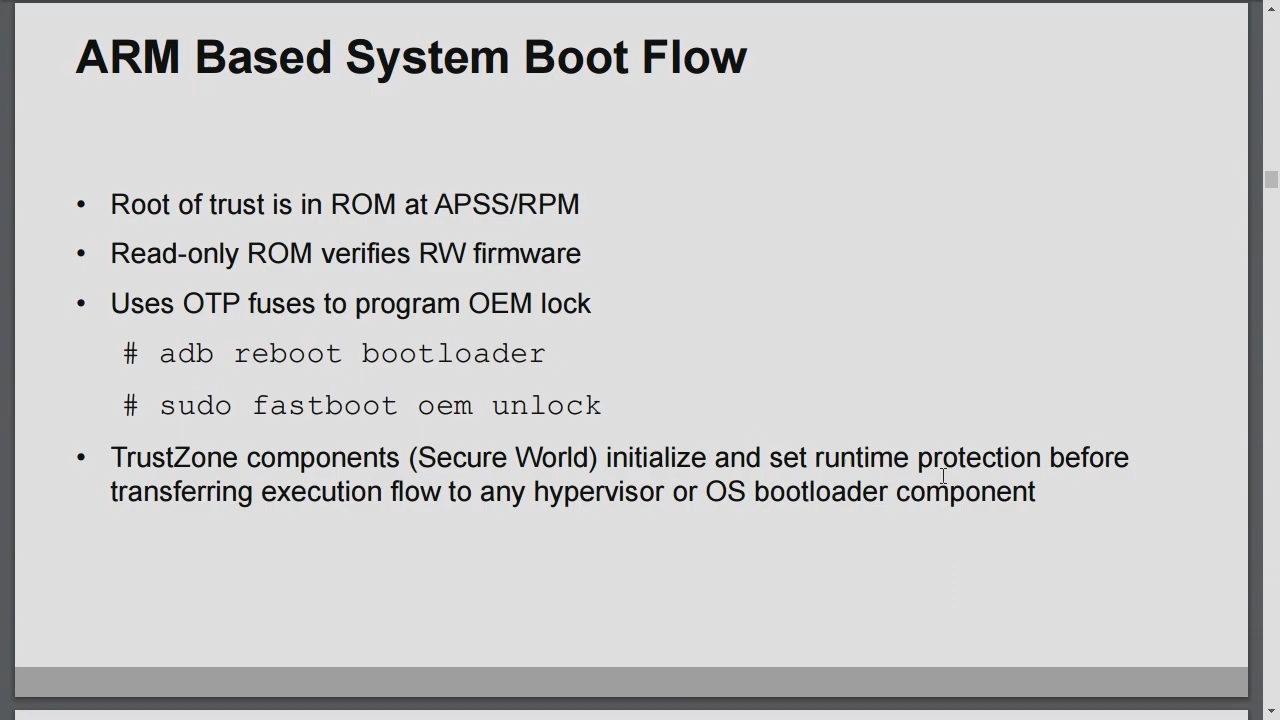 ARM Based System Boot Flow
• Root of trust is in ROM at APSS/RPM
• Read-only ROM verifies RW firmware
• Uses OTP fuses to program OEM lock
# adb reboot bootloader
# sudo fastboot oem unlock
• TrustZone components (Secure World) initialize and set runtime protection before
transferring execution flow to any hypervisor or OS bootloader component